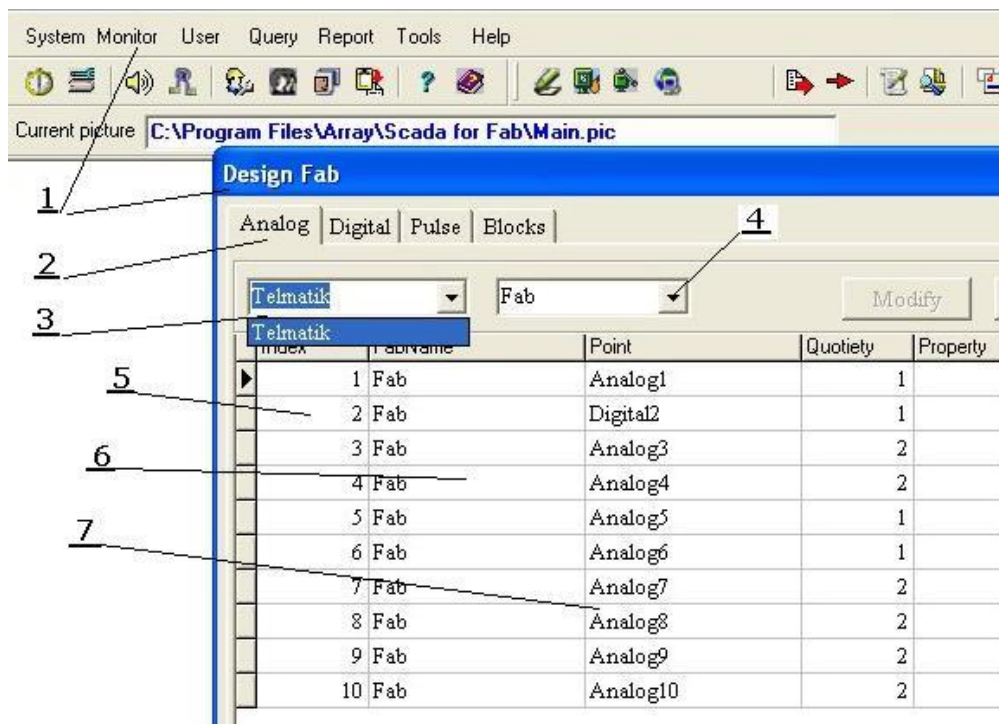 System Monitor User Query Report Tools Help
Current picture C:\Program Files\Array\Scada for Fab\Main.pic
Design Fab
1
Analog Digital Pulse Blocks
4
2
Telmatik Fab Modify
3
Telmatik
Index FabName Point Quotiety Property
5
1 Fab Analog1 1
2 Fab Digital2 1
3 Fab Analog3 2
6
4 Fab Analog4 2
5 Fab Analog5 1
7
6 Fab Analog6 1
7 Fab Analog7 2
8 Fab Analog8 2
9 Fab Analog9 2
10 Fab Analog10 2